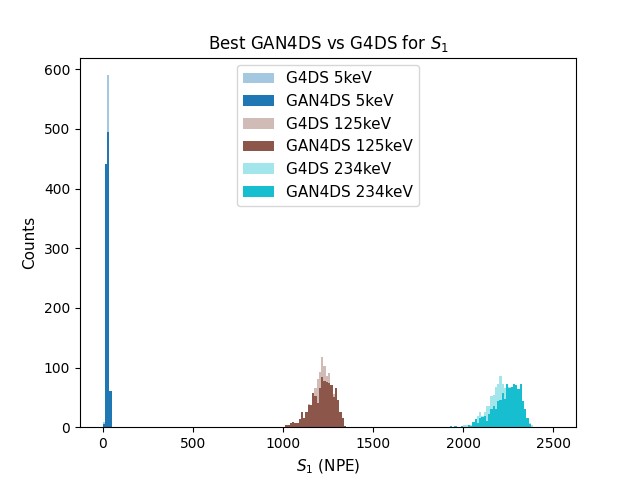 Best GAN4DS vs G4DS for S₁
600
500
400
300
200
100
0
Counts
G4DS 5keV
GAN4DS 5keV
G4DS 125keV
GAN4DS 125keV
G4DS 234keV
GAN4DS 234keV
0 500 1000 1500 2000 2500
S₁ (NPE)